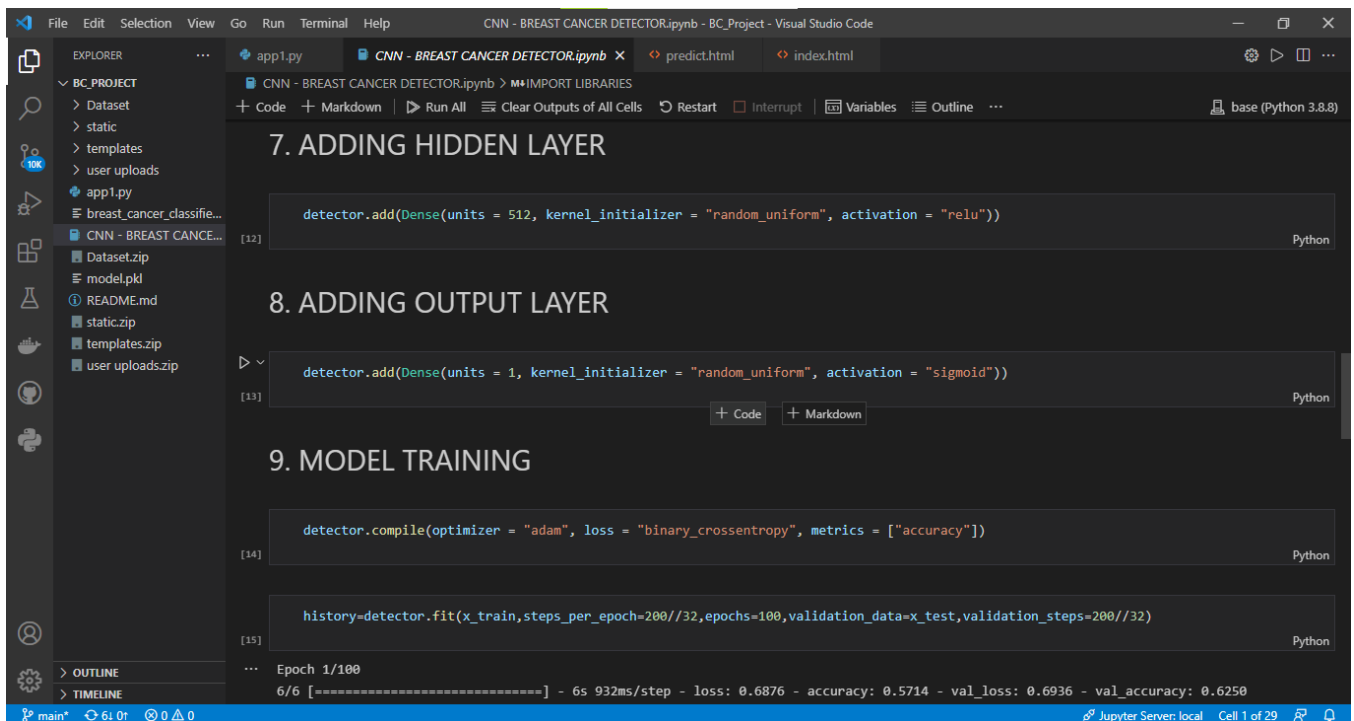 File Edit Selection View Go Run Terminal Help CNN - BREAST CANCER DETECTOR.ipynb - BC_Project - Visual Studio Code
EXPLORER ...
app1.py CNN - BREAST CANCER DETECTOR.ipynb predict.html index.html
BC_PROJECT
CNN - BREAST CANCER DETECTOR.ipynb > M↓IMPORT LIBRARIES
+ Code + Markdown | Run All Clear Outputs of All Cells Restart Interrupt | Variables Outline ... base (Python 3.8.8)
Dataset
static
templates
user uploads
app1.py
breast_cancer_classifie...
CNN - BREAST CANCE...
Dataset.zip
model.pkl
README.md
static.zip
templates.zip
user uploads.zip
10K
7. ADDING HIDDEN LAYER
detector.add(Dense(units = 512, kernel_initializer = "random_uniform", activation = "relu"))
[12] Python
8. ADDING OUTPUT LAYER
detector.add(Dense(units = 1, kernel_initializer = "random_uniform", activation = "sigmoid"))
[13] Python
+ Code + Markdown
9. MODEL TRAINING
detector.compile(optimizer = "adam", loss = "binary_crossentropy", metrics = ["accuracy"])
[14] Python
history=detector.fit(x_train,steps_per_epoch=200//32,epochs=100,validation_data=x_test,validation_steps=200//32)
[15] Python
... Epoch 1/100
6/6 [==============================] - 6s 932ms/step - loss: 0.6876 - accuracy: 0.5714 - val_loss: 0.6936 - val_accuracy: 0.6250
OUTLINE
TIMELINE
main* 6↓ 0↑ 0 0 Jupyter Server: local Cell 1 of 29